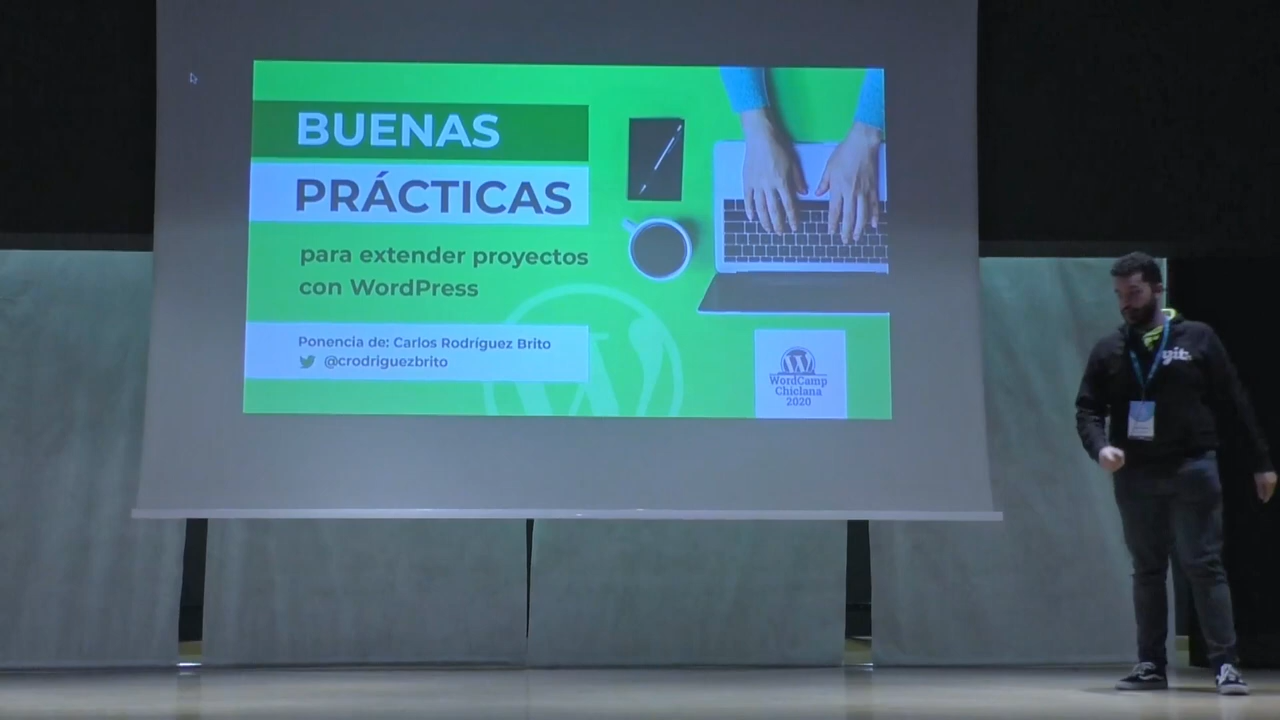 BUENAS
PRÁCTICAS
para extender proyectos
con WordPress
Ponencia de: Carlos Rodríguez Brito
@crodriguezbrito
WordCamp
Chiclana
2020
git